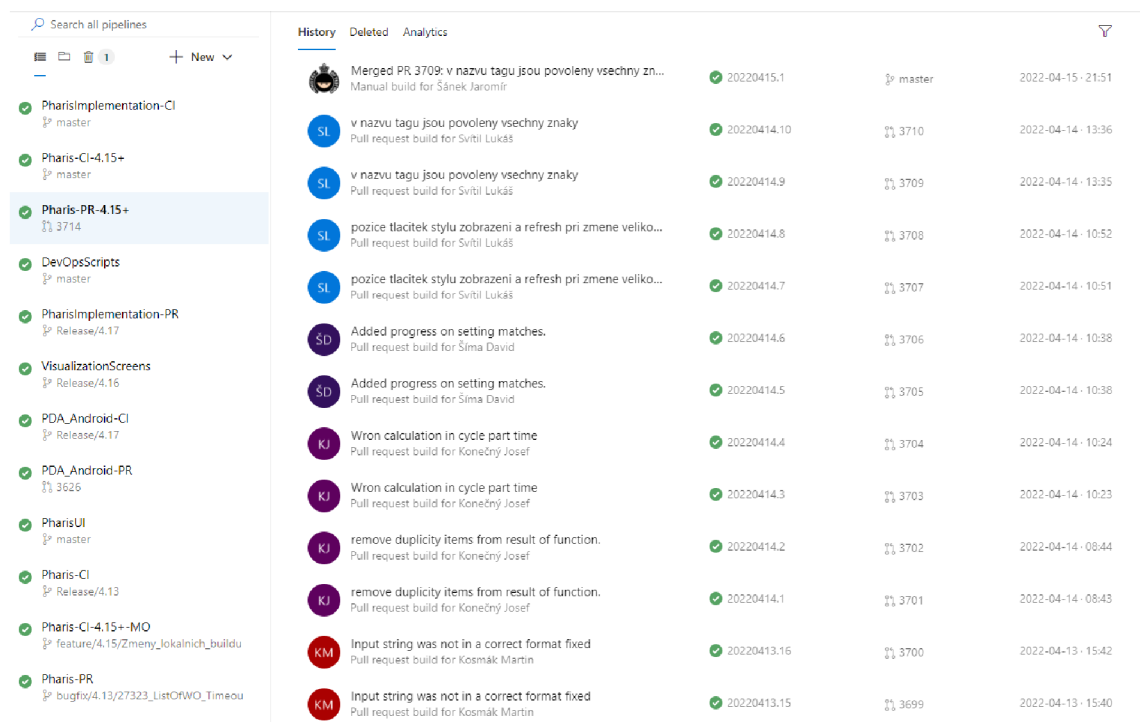 Search all pipelines
1
New
PharisImplementation-CI
master
Pharis-CI-4.15+
master
Pharis-PR-4.15+
3714
DevOpsScripts
master
PharisImplementation-PR
Release/4.17
VisualizationScreens
Release/4.16
PDA_Android-CI
Release/4.17
PDA_Android-PR
3626
PharisUI
master
Pharis-CI
Release/4.13
Pharis-CI-4.15+-MO
feature/4.15/Zmeny_lokalnich_buildu
Pharis-PR
bugfix/4.13/27323_ListOfWO_Timeou
History Deleted Analytics
Merged PR 3709: v nazvu tagu jsou povoleny vsechny zn...
Manual build for Šánek Jaromír
20220415.1 master 2022-04-15 · 21:51
SL
v nazvu tagu jsou povoleny vsechny znaky
Pull request build for Svítil Lukáš
20220414.10 3710 2022-04-14 · 13:36
SL
v nazvu tagu jsou povoleny vsechny znaky
Pull request build for Svítil Lukáš
20220414.9 3709 2022-04-14 · 13:35
SL
pozice tlacitek stylu zobrazeni a refresh pri zmene veliko...
Pull request build for Svítil Lukáš
20220414.8 3708 2022-04-14 · 10:52
SL
pozice tlacitek stylu zobrazeni a refresh pri zmene veliko...
Pull request build for Svítil Lukáš
20220414.7 3707 2022-04-14 · 10:51
ŠD
Added progress on setting matches.
Pull request build for Šíma David
20220414.6 3706 2022-04-14 · 10:38
ŠD
Added progress on setting matches.
Pull request build for Šíma David
20220414.5 3705 2022-04-14 · 10:38
KJ
Wron calculation in cycle part time
Pull request build for Konečný Josef
20220414.4 3704 2022-04-14 · 10:24
KJ
Wron calculation in cycle part time
Pull request build for Konečný Josef
20220414.3 3703 2022-04-14 · 10:23
KJ
remove duplicity items from result of function.
Pull request build for Konečný Josef
20220414.2 3702 2022-04-14 · 08:44
KJ
remove duplicity items from result of function.
Pull request build for Konečný Josef
20220414.1 3701 2022-04-14 · 08:43
KM
Input string was not in a correct format fixed
Pull request build for Kosmák Martin
20220413.16 3700 2022-04-13 · 15:42
KM
Input string was not in a correct format fixed
Pull request build for Kosmák Martin
20220413.15 3699 2022-04-13 · 15:40